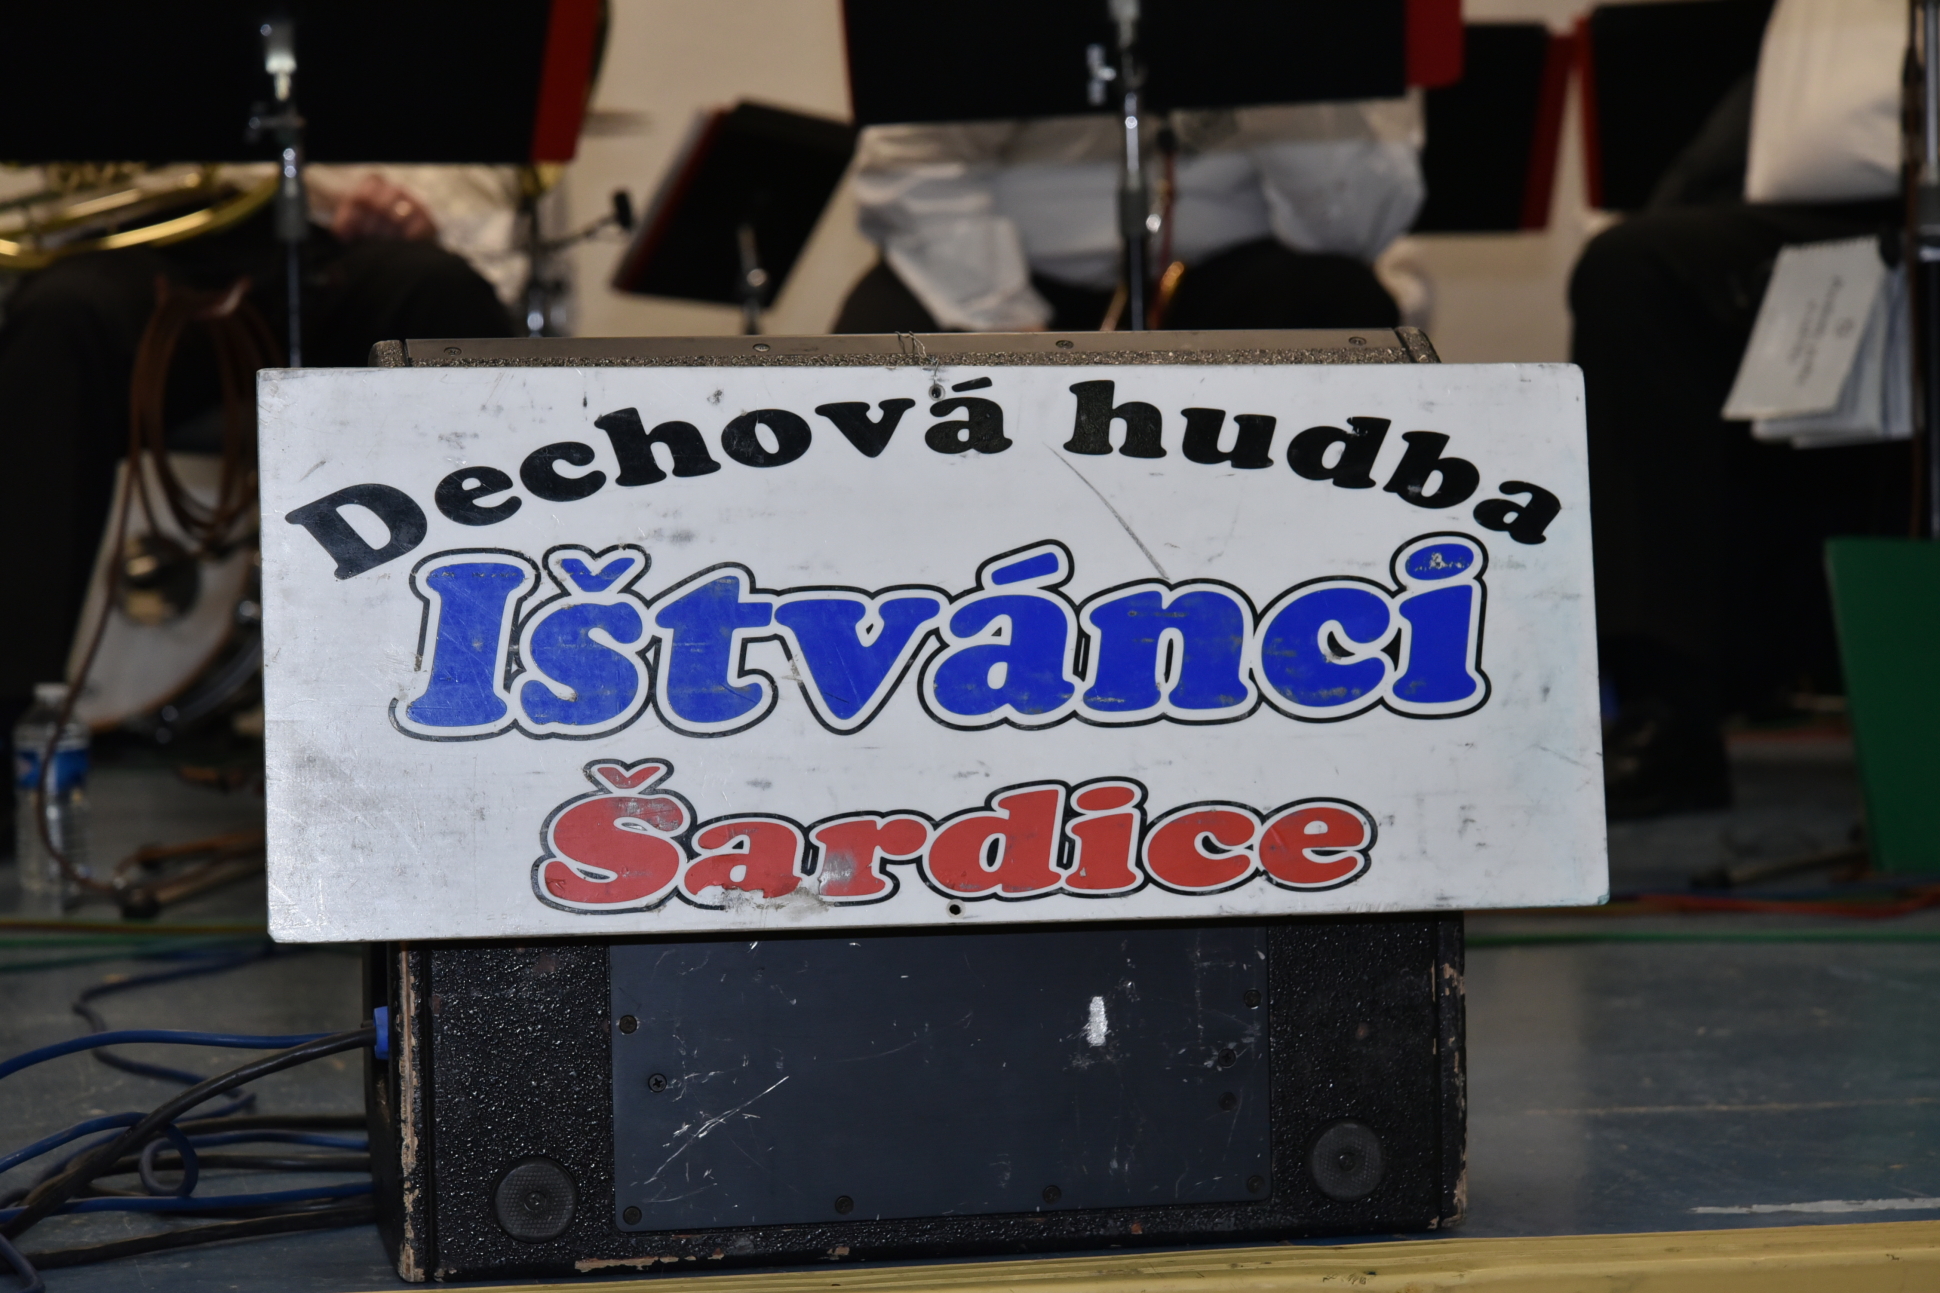 Dechová hudba
Ištvánci
Šardice